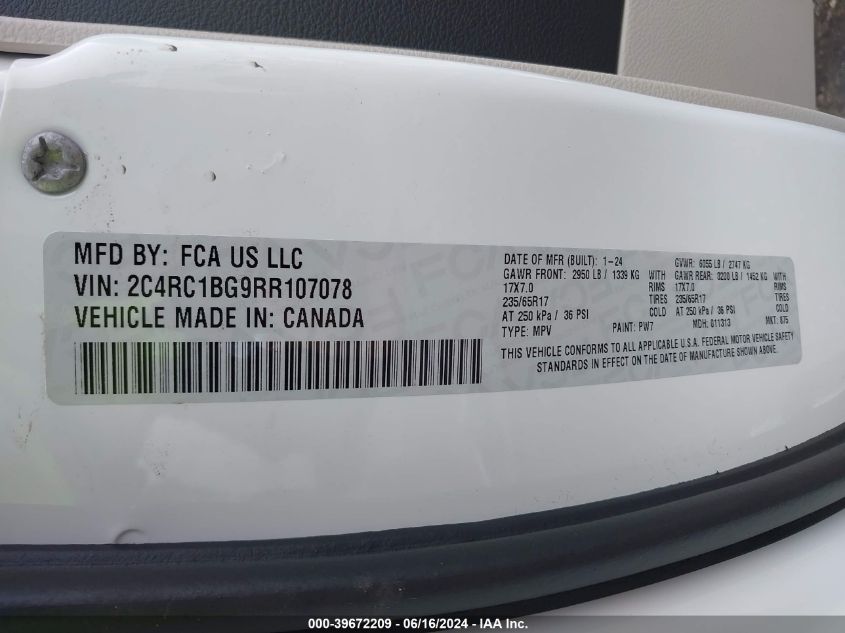 MFD BY: FCA US LLC
VIN: 2C4RC1BG9RR107078
VEHICLE MADE IN: CANADA
DATE OF MFR (BUILT): 1-24 GVWR: 6055 LB / 2747 KG
GAWR FRONT: 2950 LB / 1339 KG WITH GAWR REAR: 3200 LB / 1452 KG WITH
17X7.0 RIMS 17X7.0 RIMS
235/65R17 TIRES 235/65R17 TIRES
AT 250 kPa / 36 PSI COLD AT 250 kPa / 36 PSI COLD
TYPE: MPV PAINT: PW7 MDH: 011313 MKT: 875
THIS VEHICLE CONFORMS TO ALL APPLICABLE U.S.A. FEDERAL MOTOR VEHICLE SAFETY
STANDARDS IN EFFECT ON THE DATE OF MANUFACTURE SHOWN ABOVE.
000-39672209 - 06/16/2024 - IAA Inc.